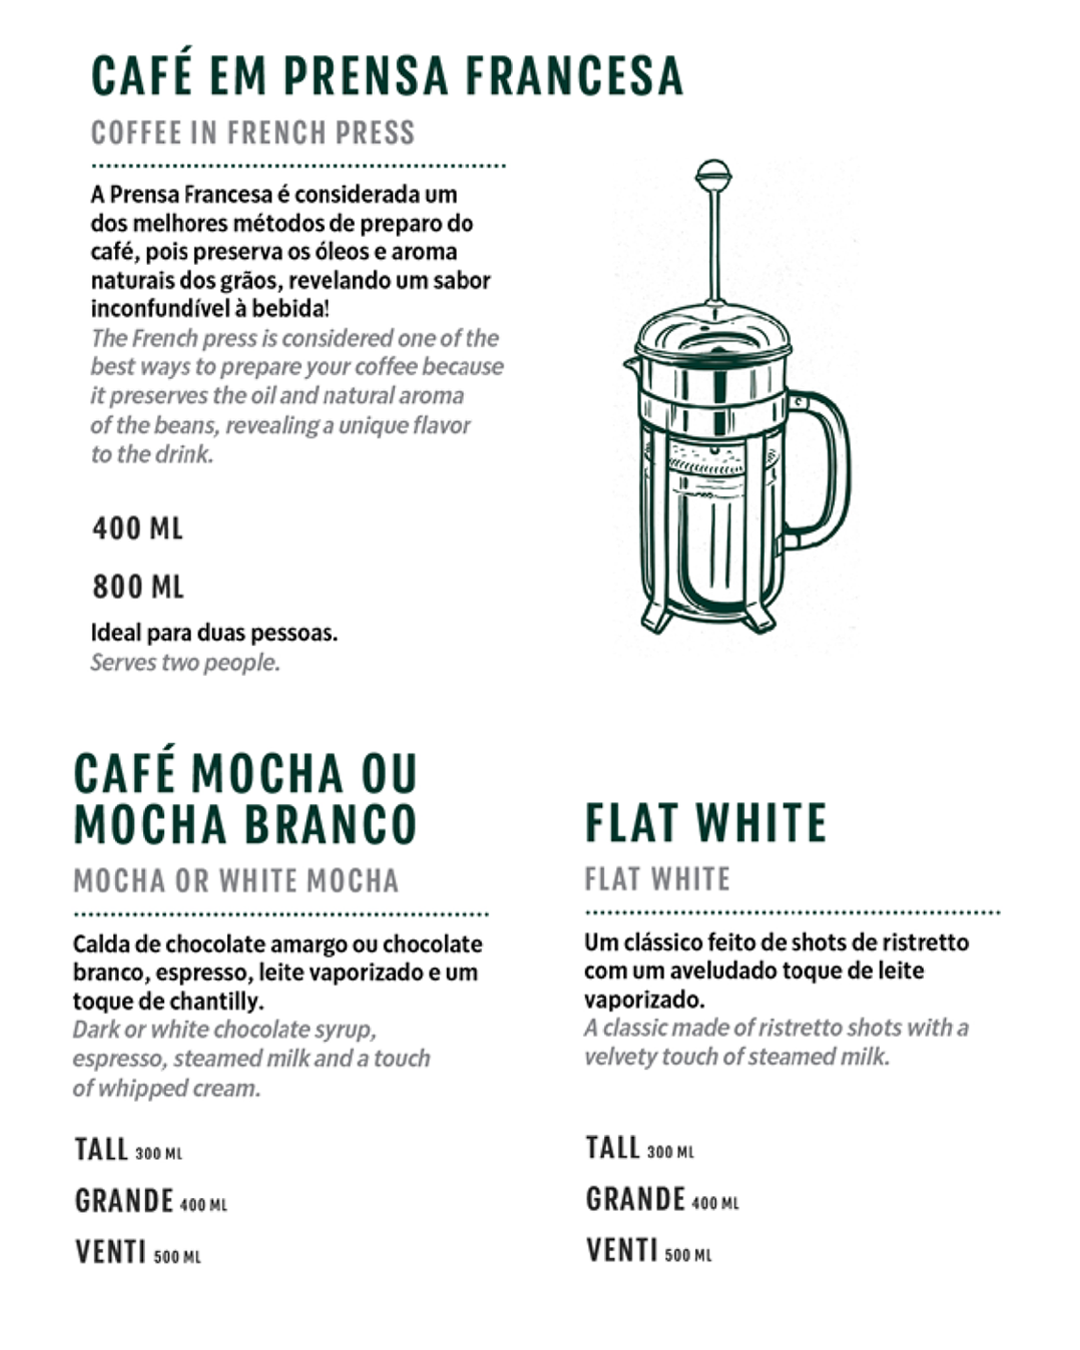 CAFÉ EM PRENSA FRANCESA
COFFEE IN FRENCH PRESS
A Prensa Francesa é considerada um
dos melhores métodos de preparo do
café, pois preserva os óleos e aroma
naturais dos grãos, revelando um sabor
inconfundível à bebida!
The French press is considered one of the
best ways to prepare your coffee because
it preserves the oil and natural aroma
of the beans, revealing a unique flavor
to the drink.
400 ML
800 ML
Ideal para duas pessoas.
Serves two people.
CAFÉ MOCHA OU
MOCHA BRANCO
MOCHA OR WHITE MOCHA
Calda de chocolate amargo ou chocolate
branco, espresso, leite vaporizado e um
toque de chantilly.
Dark or white chocolate syrup,
espresso, steamed milk and a touch
of whipped cream.
TALL 300 ML
GRANDE 400 ML
VENTI 500 ML
FLAT WHITE
FLAT WHITE
Um clássico feito de shots de ristretto
com um aveludado toque de leite
vaporizado.
A classic made of ristretto shots with a
velvety touch of steamed milk.
TALL 300 ML
GRANDE 400 ML
VENTI 500 ML